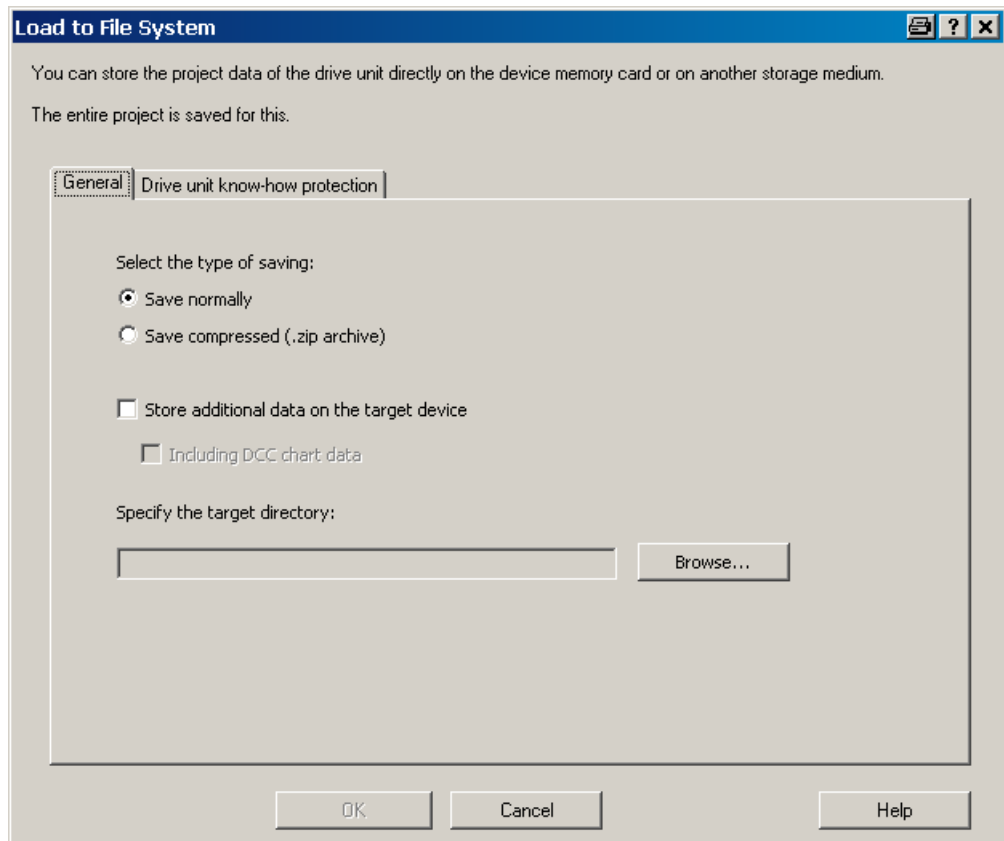 Load to File System
You can store the project data of the drive unit directly on the device memory card or on another storage medium.
The entire project is saved for this.
General Drive unit know-how protection
Select the type of saving:
Save normally
Save compressed (.zip archive)
Store additional data on the target device
Including DCC chart data
Specify the target directory:
Browse...
OK Cancel Help